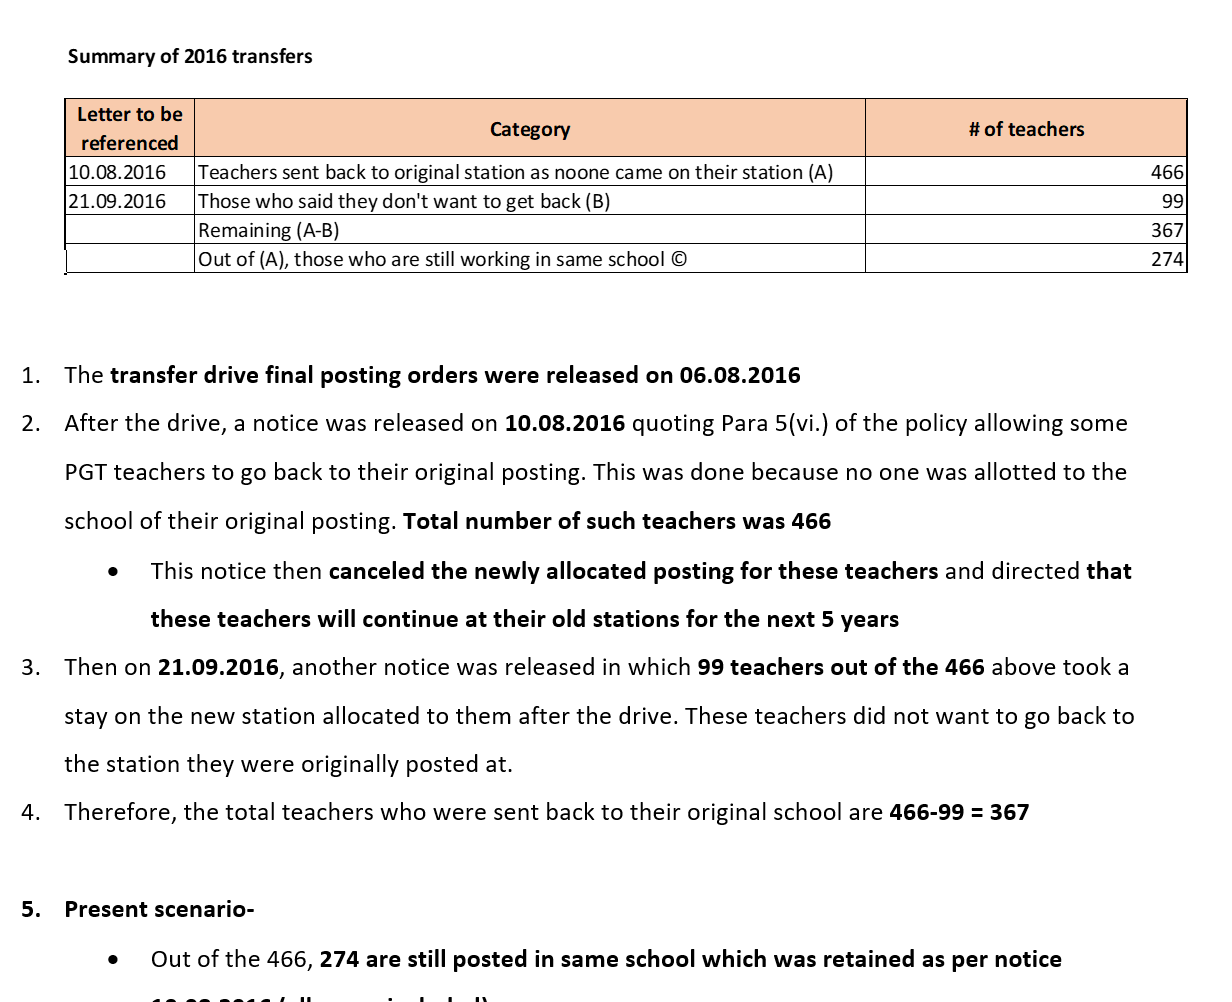 Summary of 2016 transfers
Letter to be referenced Category # of teachers
10.08.2016 Teachers sent back to original station as noone came on their station (A) 466
21.09.2016 Those who said they don't want to get back (B) 99
Remaining (A-B) 367
Out of (A), those who are still working in same school © 274
1. The transfer drive final posting orders were released on 06.08.2016
2. After the drive, a notice was released on 10.08.2016 quoting Para 5(vi.) of the policy allowing some
PGT teachers to go back to their original posting. This was done because no one was allotted to the
school of their original posting. Total number of such teachers was 466
• This notice then canceled the newly allocated posting for these teachers and directed that
these teachers will continue at their old stations for the next 5 years
3. Then on 21.09.2016, another notice was released in which 99 teachers out of the 466 above took a
stay on the new station allocated to them after the drive. These teachers did not want to go back to
the station they were originally posted at.
4. Therefore, the total teachers who were sent back to their original school are 466-99 = 367
5. Present scenario-
• Out of the 466, 274 are still posted in same school which was retained as per notice